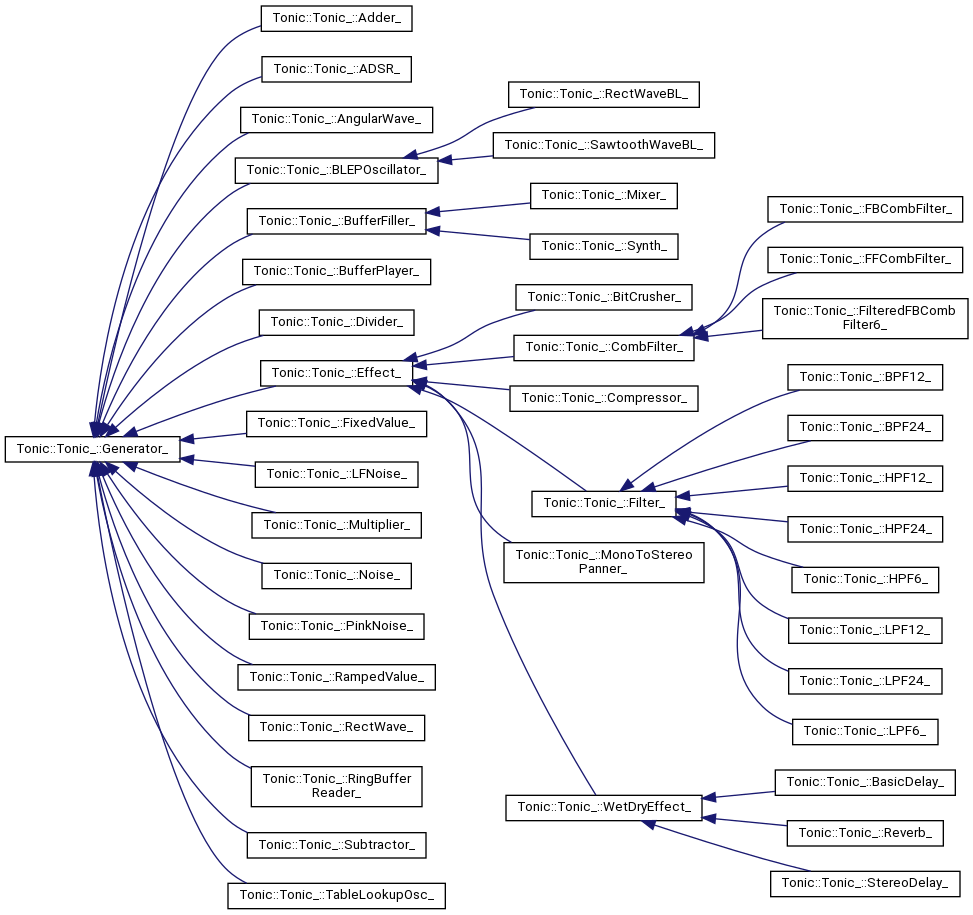 Tonic::Tonic_::Adder_
Tonic::Tonic_::ADSR_
Tonic::Tonic_::AngularWave_
Tonic::Tonic_::BLEPOscillator_
Tonic::Tonic_::RectWaveBL_
Tonic::Tonic_::SawtoothWaveBL_
Tonic::Tonic_::BufferFiller_
Tonic::Tonic_::Mixer_
Tonic::Tonic_::Synth_
Tonic::Tonic_::BufferPlayer_
Tonic::Tonic_::Divider_
Tonic::Tonic_::Effect_
Tonic::Tonic_::BitCrusher_
Tonic::Tonic_::CombFilter_
Tonic::Tonic_::FBCombFilter_
Tonic::Tonic_::FFCombFilter_
Tonic::Tonic_::FilteredFBComb
Filter6_
Tonic::Tonic_::Compressor_
Tonic::Tonic_::Filter_
Tonic::Tonic_::BPF12_
Tonic::Tonic_::BPF24_
Tonic::Tonic_::HPF12_
Tonic::Tonic_::HPF24_
Tonic::Tonic_::HPF6_
Tonic::Tonic_::LPF12_
Tonic::Tonic_::LPF24_
Tonic::Tonic_::LPF6_
Tonic::Tonic_::MonoToStereo
Panner_
Tonic::Tonic_::WetDryEffect_
Tonic::Tonic_::BasicDelay_
Tonic::Tonic_::Reverb_
Tonic::Tonic_::StereoDelay_
Tonic::Tonic_::Generator_
Tonic::Tonic_::FixedValue_
Tonic::Tonic_::LFNoise_
Tonic::Tonic_::Multiplier_
Tonic::Tonic_::Noise_
Tonic::Tonic_::PinkNoise_
Tonic::Tonic_::RampedValue_
Tonic::Tonic_::RectWave_
Tonic::Tonic_::RingBuffer
Reader_
Tonic::Tonic_::Subtractor_
Tonic::Tonic_::TableLookupOsc_